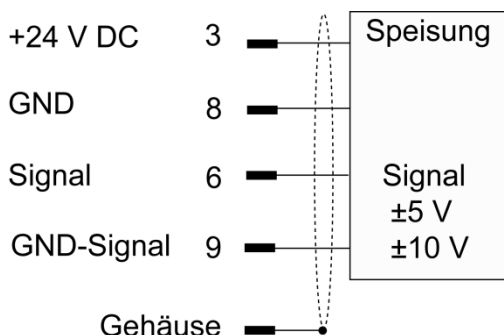 +24 V DC 3 Speisung
GND 8
Signal 6 Signal
±5 V
GND-Signal 9 ±10 V
Gehäuse